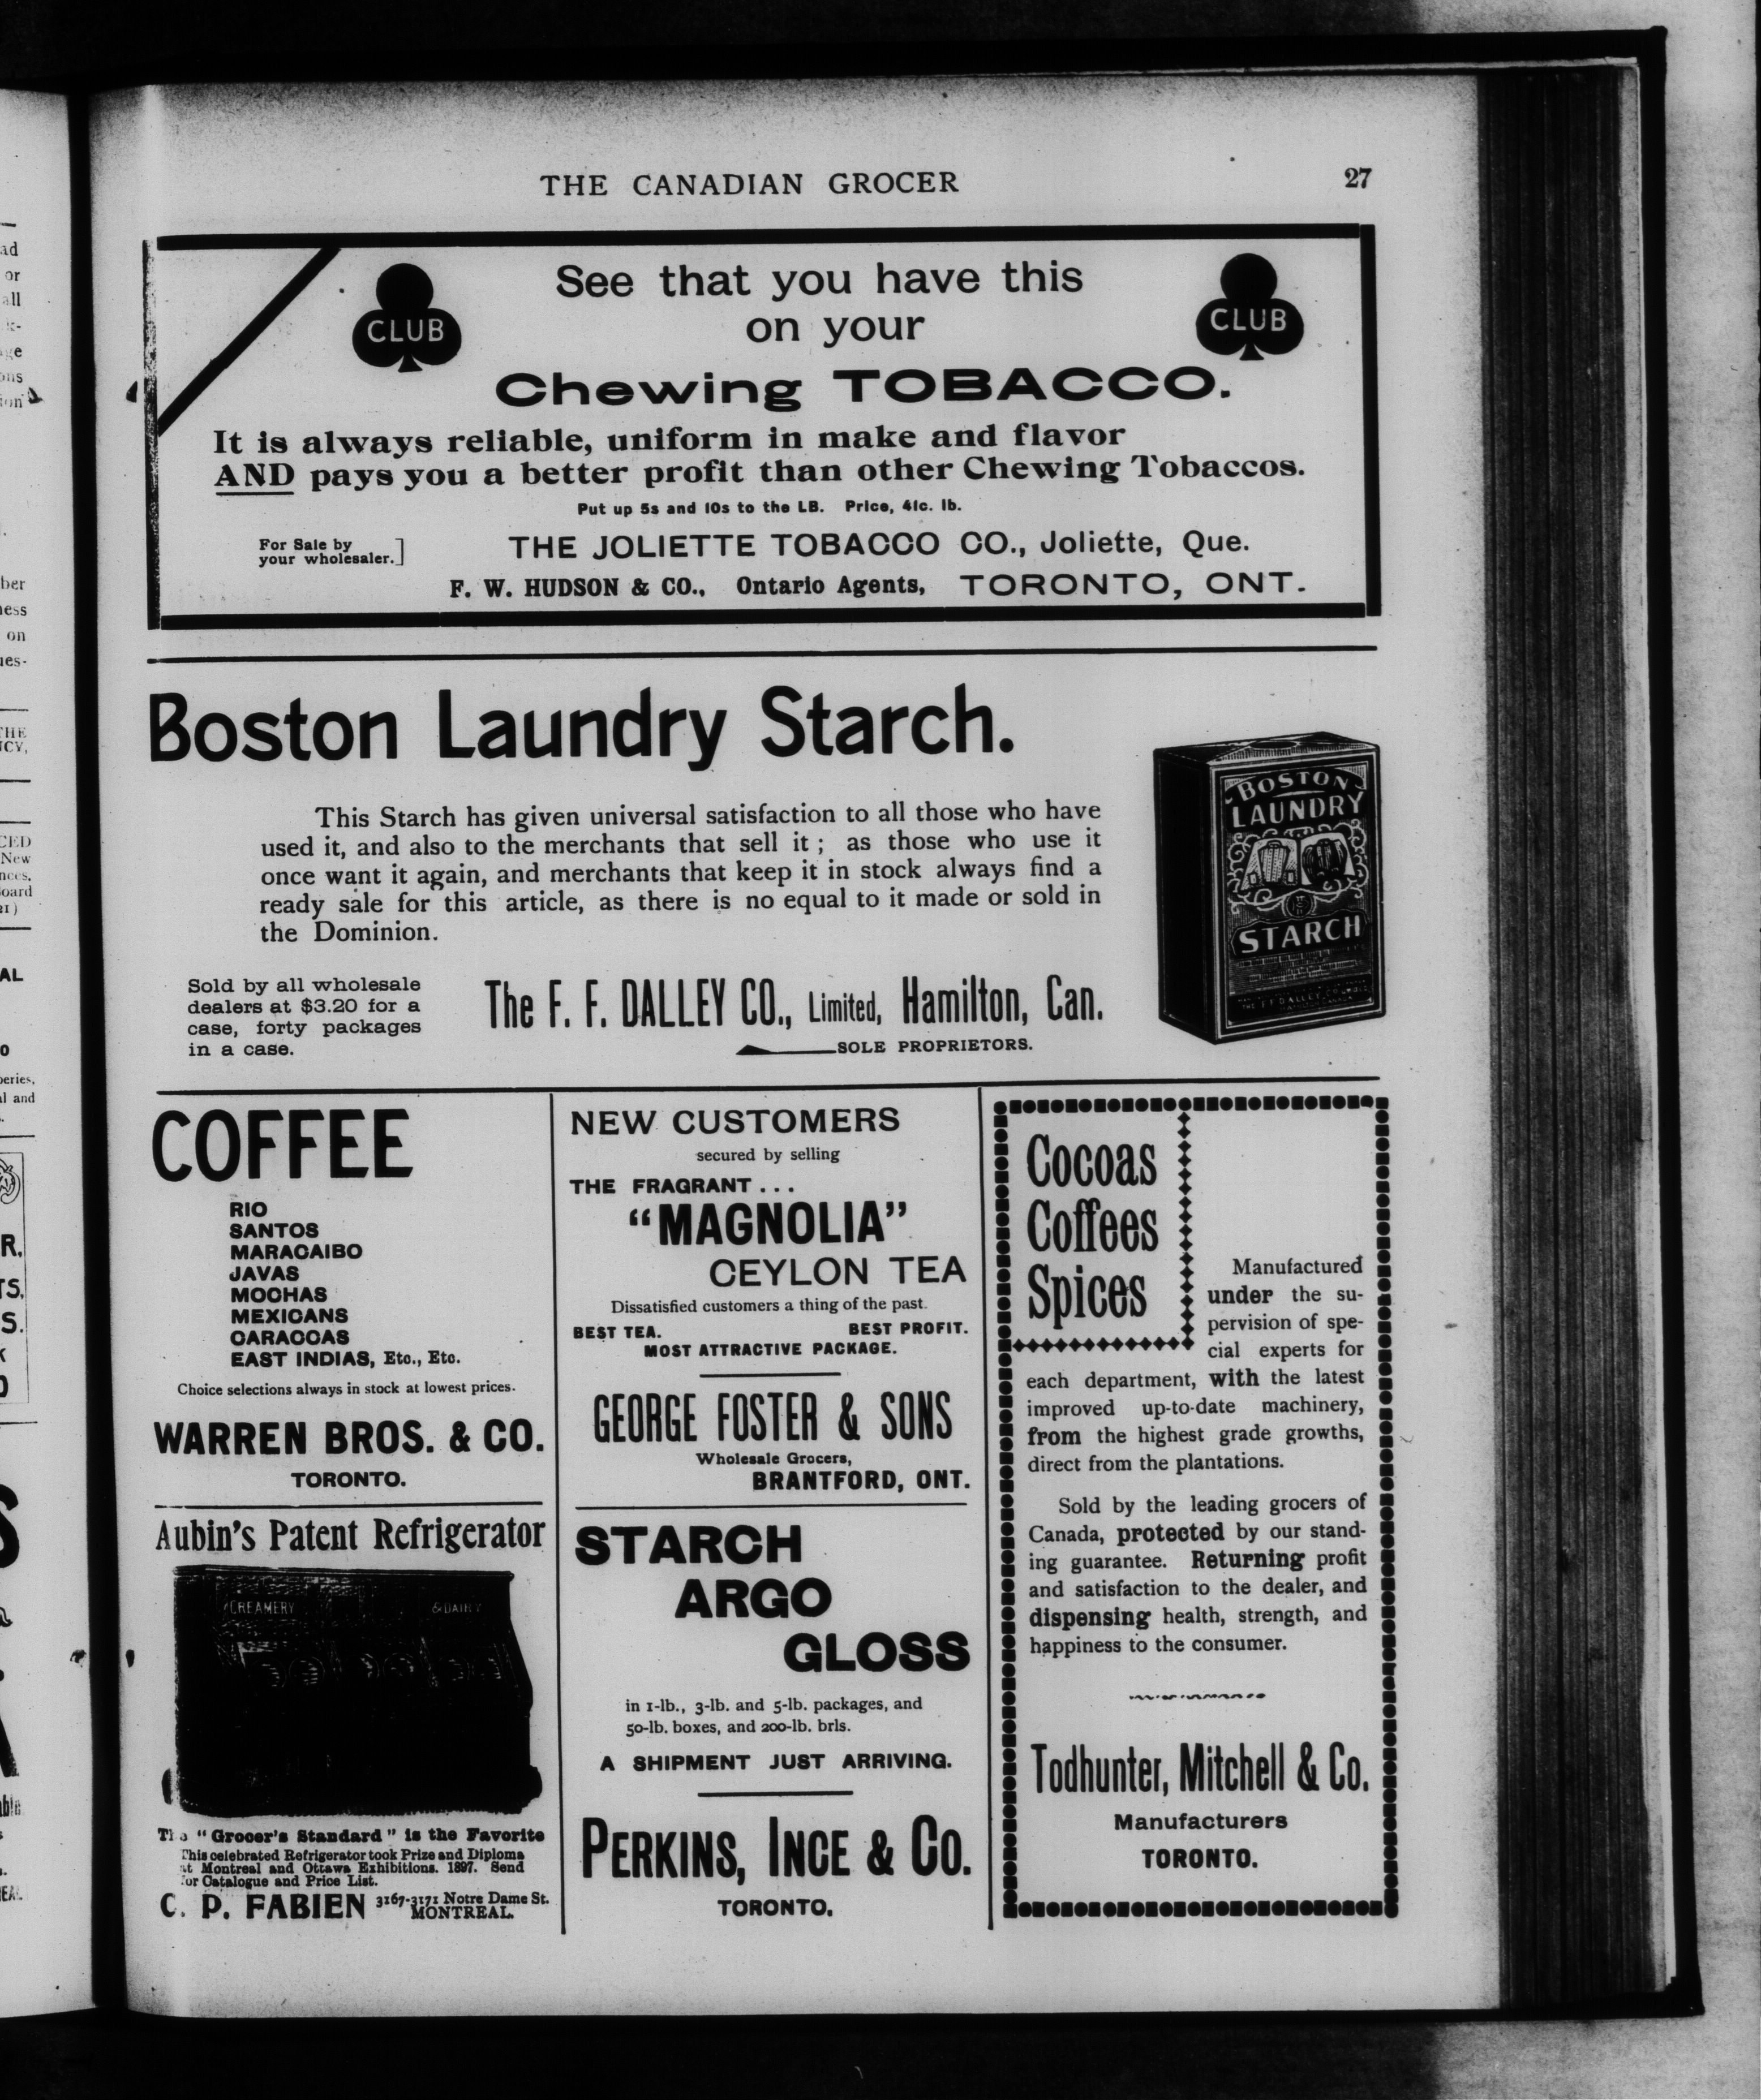 THE CANADIAN GROCER 27
CLUB
CLUB
See that you have this
on your
Chewing TOBACCO.
It is always reliable, uniform in make and flavor
AND pays you a better profit than other Chewing Tobaccos.
Put up 5s and 10s to the LB. Price, 41c. lb.
For Sale by
your wholesaler.]
THE JOLIETTE TOBACCO CO., Joliette, Que.
F. W. HUDSON & CO., Ontario Agents, TORONTO, ONT.
Boston Laundry Starch.
This Starch has given universal satisfaction to all those who have
used it, and also to the merchants that sell it ; as those who use it
once want it again, and merchants that keep it in stock always find a
ready sale for this article, as there is no equal to it made or sold in
the Dominion.
Sold by all wholesale
dealers at $3.20 for a
case, forty packages
in a case.
The F. F. DALLEY CO., Limited, Hamilton, Can.
SOLE PROPRIETORS.
BOSTON
LAUNDRY
STARCH
COFFEE
RIO
SANTOS
MARACAIBO
JAVAS
MOCHAS
MEXICANS
CARACCAS
EAST INDIAS, Etc., Etc.
Choice selections always in stock at lowest prices.
WARREN BROS. & CO.
TORONTO.
Aubin's Patent Refrigerator
CREAMERY & DAIRY
The "Grocer's Standard" is the Favorite
This celebrated Refrigerator took Prize and Diploma
at Montreal and Ottawa Exhibitions. 1897. Send
for Catalogue and Price List.
C. P. FABIEN 3167-3171 Notre Dame St.
MONTREAL.
NEW CUSTOMERS
secured by selling
THE FRAGRANT . . .
"MAGNOLIA"
CEYLON TEA
Dissatisfied customers a thing of the past.
BEST TEA. BEST PROFIT.
MOST ATTRACTIVE PACKAGE.
GEORGE FOSTER & SONS
Wholesale Grocers,
BRANTFORD, ONT.
STARCH
ARGO
GLOSS
in 1-lb., 3-lb. and 5-lb. packages, and
50-lb. boxes, and 200-lb. brls.
A SHIPMENT JUST ARRIVING.
PERKINS, INCE & CO.
TORONTO.
Cocoas
Coffees
Spices
Manufactured
under the su-
pervision of spe-
cial experts for
each department, with the latest
improved up-to-date machinery,
from the highest grade growths,
direct from the plantations.
Sold by the leading grocers of
Canada, protected by our stand-
ing guarantee. Returning profit
and satisfaction to the dealer, and
dispensing health, strength, and
happiness to the consumer.
Todhunter, Mitchell & Co.
Manufacturers
TORONTO.